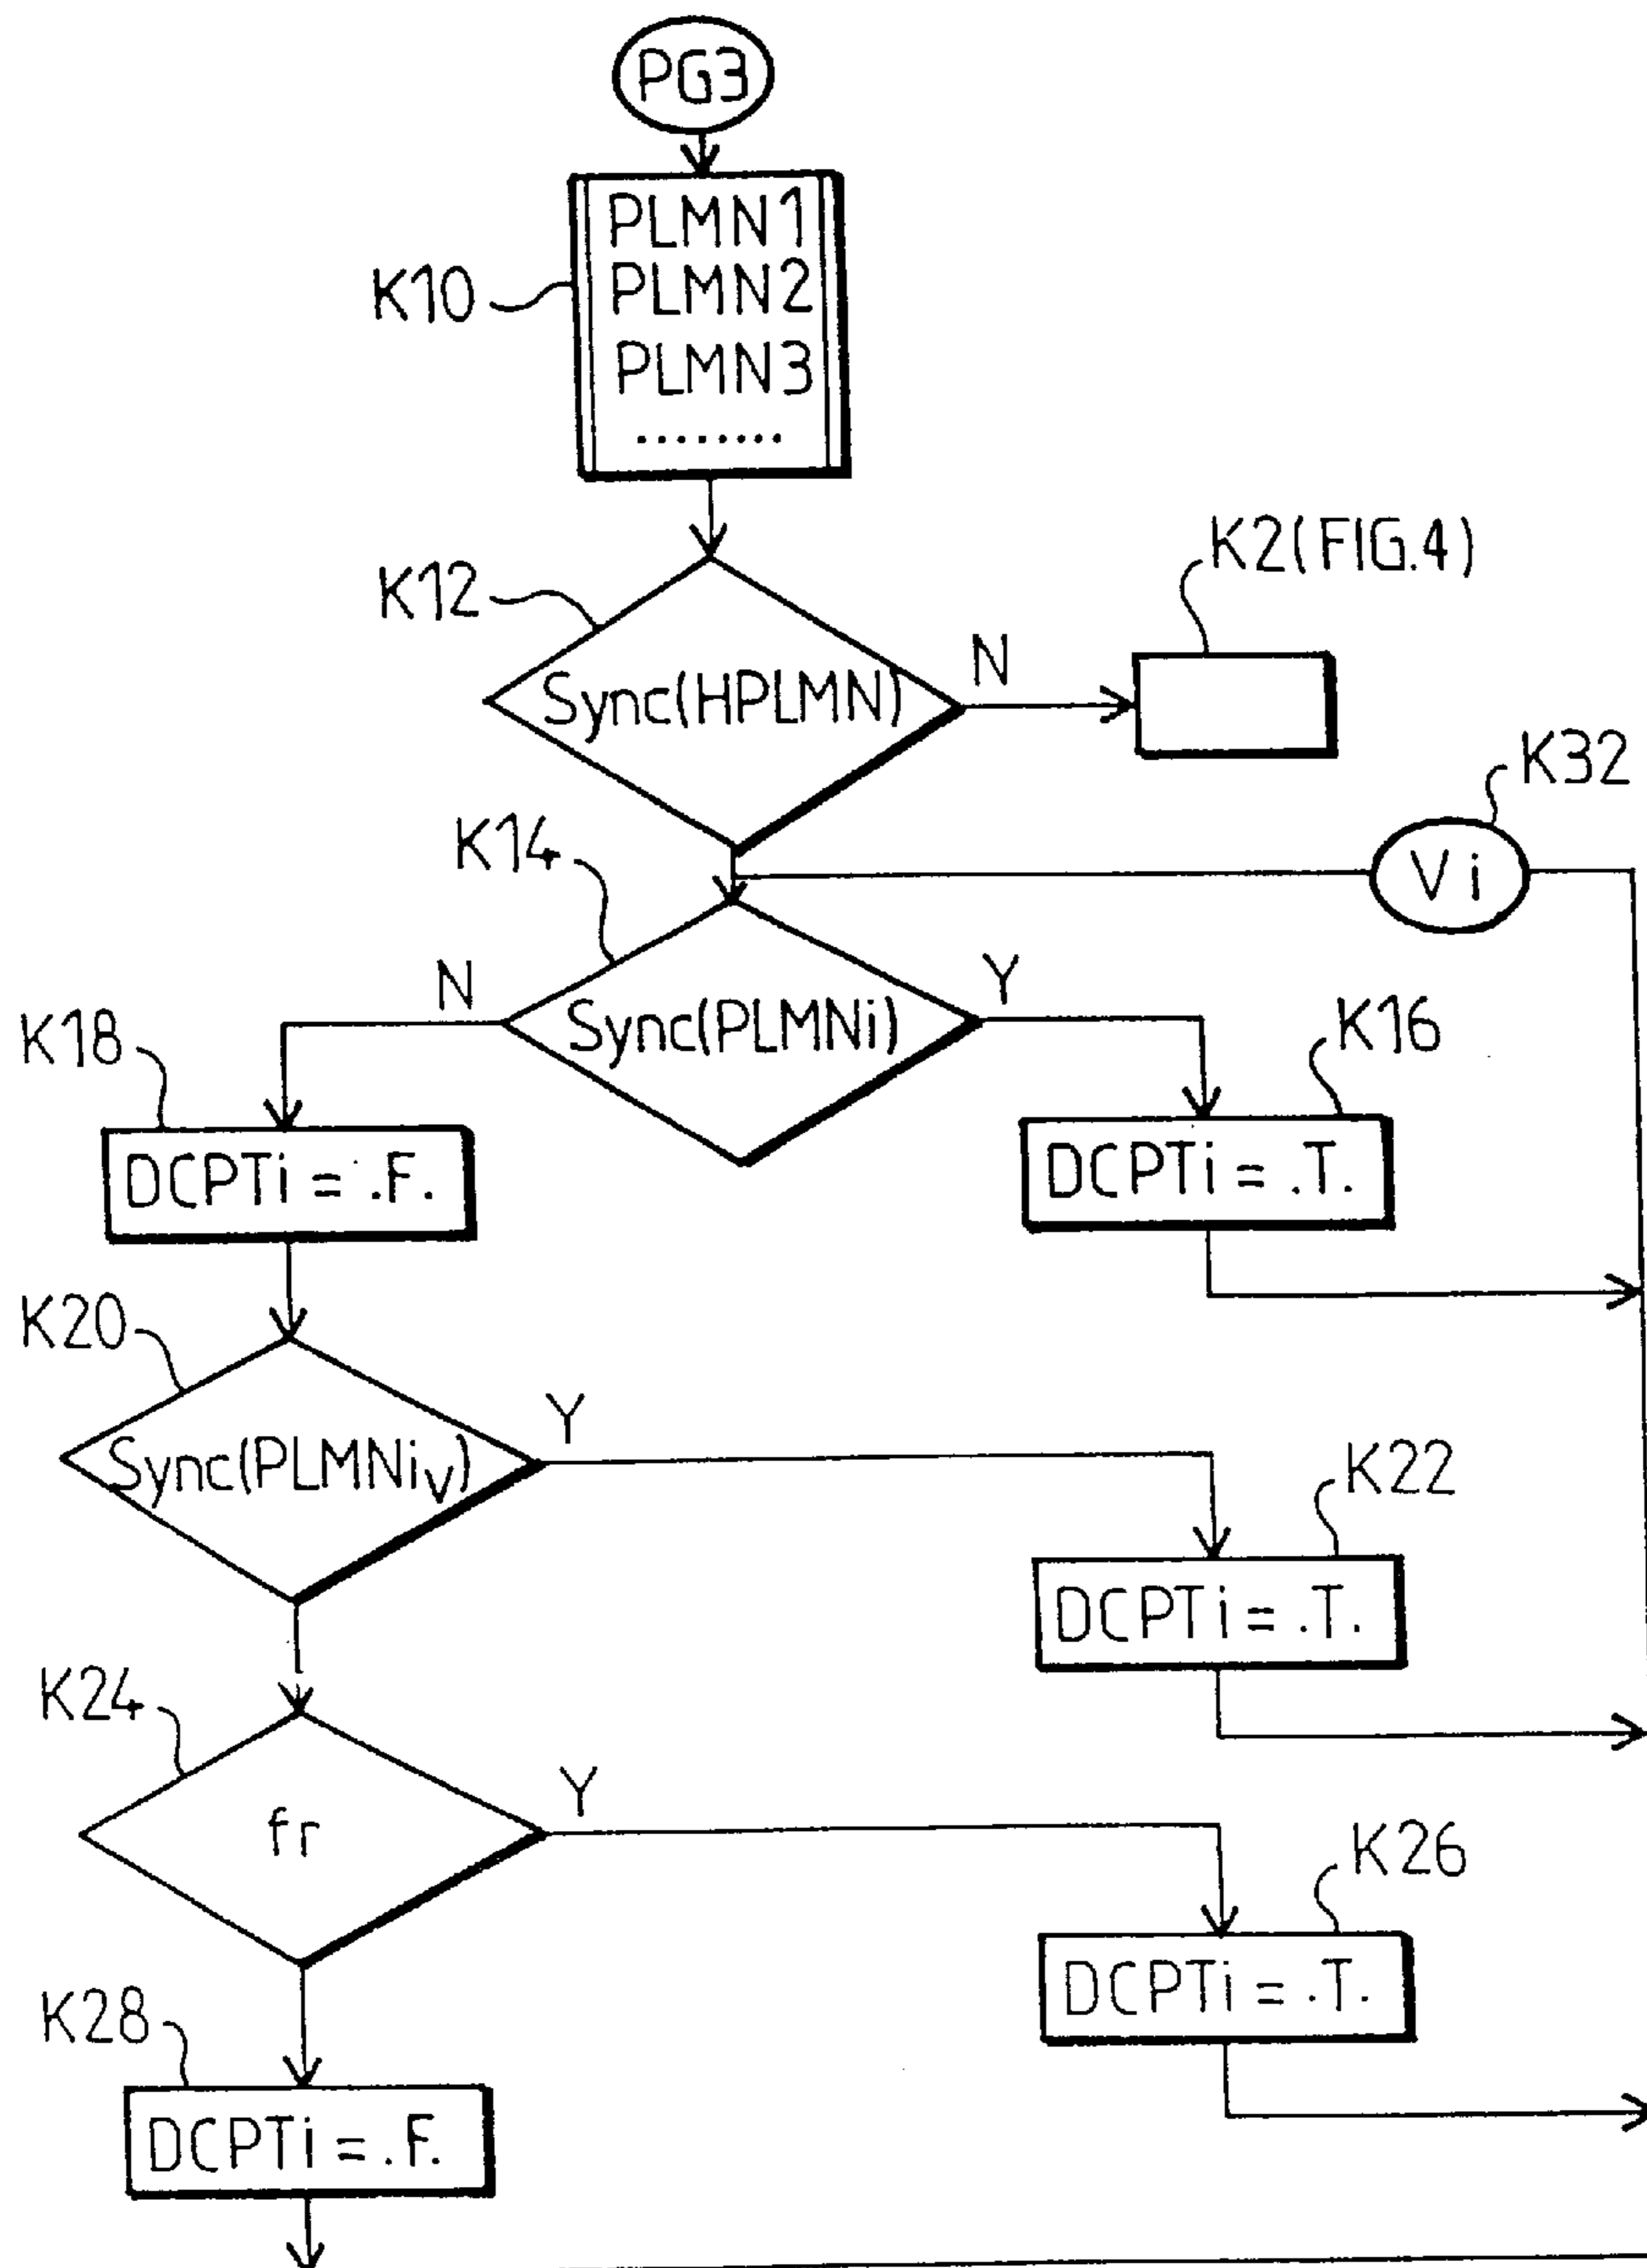 PG3
PLMN1
K10
PLMN2
PLMN3
........
K2(FIG.4)
K12
N
Sync(HPLMN)
K32
K14
Vi
N
Y
K18
Sync(PLMNi)
K16
DCPTi = .F.
DCPTi = .T.
K20
Y
Sync(PLMNiv)
K22
DCPTi = .T.
K24
Y
fr
K26
DCPTi = .T.
K28
DCPTi = .F.